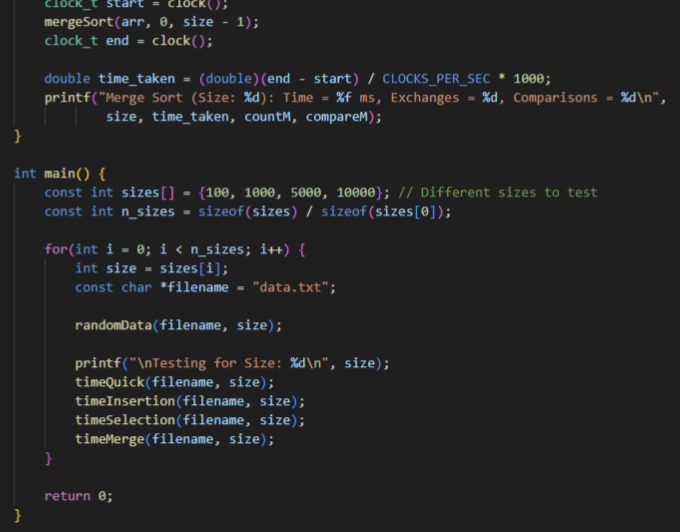 clock_t start = clock();
mergeSort(arr, 0, size - 1);
clock_t end = clock();
double time_taken = (double)(end - start) / CLOCKS_PER_SEC * 1000;
printf("Merge Sort (Size: %d): Time = %f ms, Exchanges = %d, Comparisons = %d\n",
size, time_taken, countM, compareM);
}
int main() {
const int sizes[] = {100, 1000, 5000, 10000}; // Different sizes to test
const int n_sizes = sizeof(sizes) / sizeof(sizes[0]);
for(int i = 0; i < n_sizes; i++) {
int size = sizes[i];
const char *filename = "data.txt";
randomData(filename, size);
printf("\nTesting for Size: %d\n", size);
timeQuick(filename, size);
timeInsertion(filename, size);
timeSelection(filename, size);
timeMerge(filename, size);
}
return 0;
}